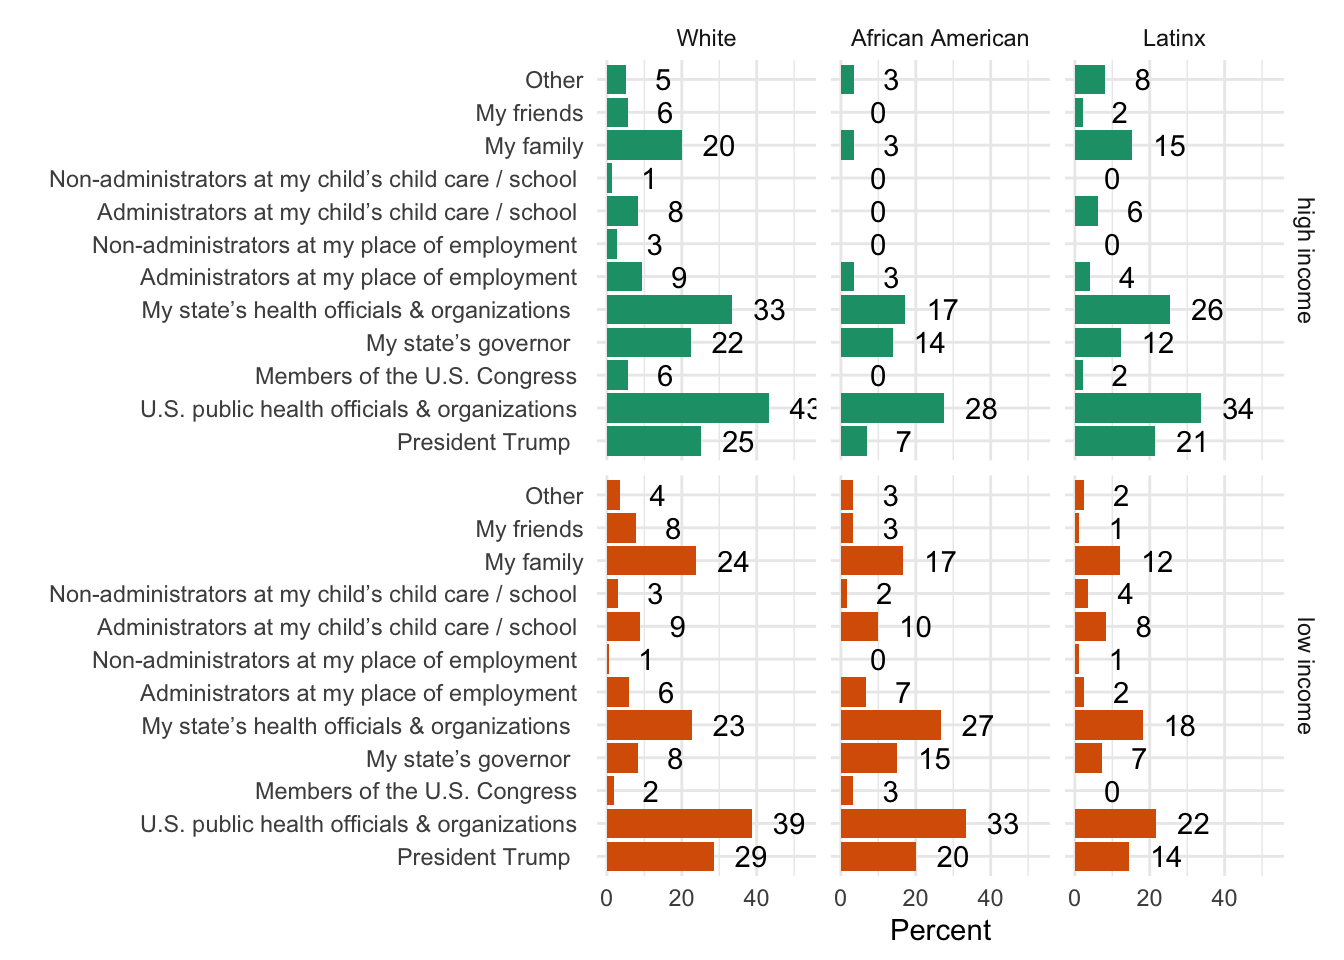 White African American Latinx
Other 5 3 8
My friends 6 0 2
My family 20 3 15
Non-administrators at my child’s child care / school 1 0 0
Administrators at my child’s child care / school 8 0 6
Non-administrators at my place of employment 3 0 0
Administrators at my place of employment 9 3 4
My state’s health officials & organizations 33 17 26
My state’s governor 22 14 12
Members of the U.S. Congress 6 0 2
U.S. public health officials & organizations 43 28 34
President Trump 25 7 21
high income
Other 4 3 2
My friends 8 3 1
My family 24 17 12
Non-administrators at my child’s child care / school 3 2 4
Administrators at my child’s child care / school 9 10 8
Non-administrators at my place of employment 1 0 1
Administrators at my place of employment 6 7 2
My state’s health officials & organizations 23 27 18
My state’s governor 8 15 7
Members of the U.S. Congress 2 3 0
U.S. public health officials & organizations 39 33 22
President Trump 29 20 14
low income
0 20 40 0 20 40 0 20 40
Percent